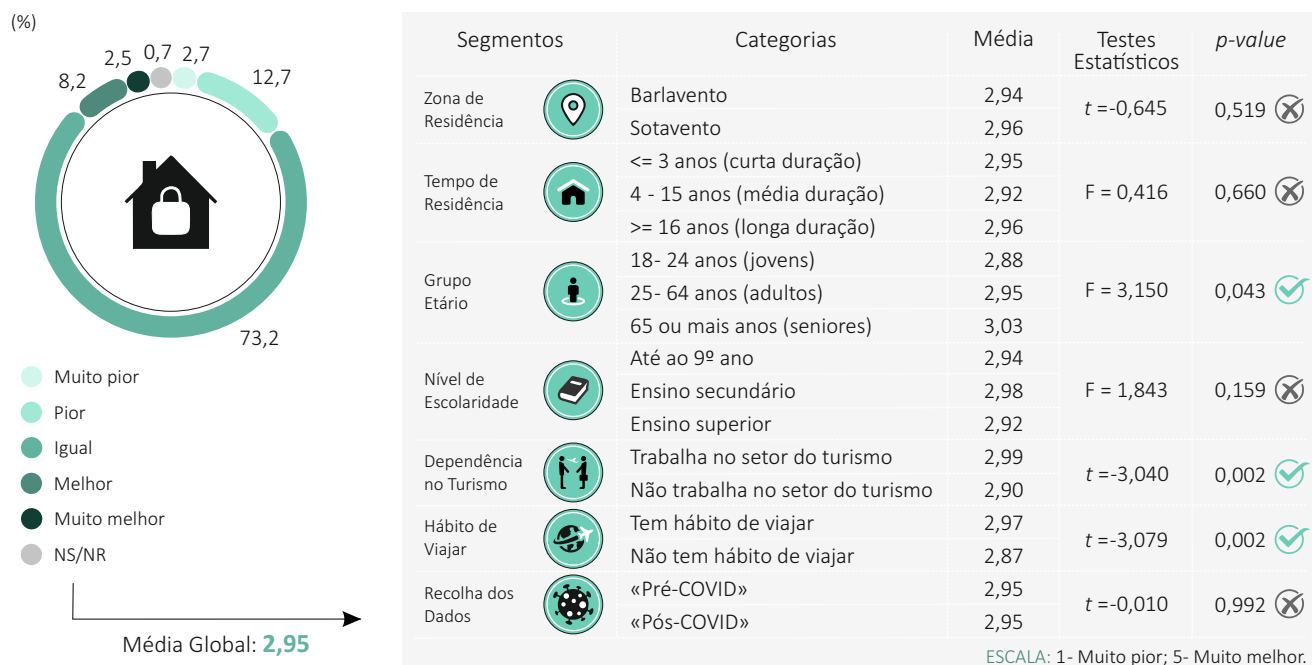 (%)
2,7
12,7
73,2
8,2
2,5
0,7
Muito pior
Pior
Igual
Melhor
Muito melhor
NS/NR
Média Global: 2,95
Segmentos Categorias Média Testes Estatísticos p-value
Zona de
Residência
Barlavento 2,94
Sotavento 2,96
t =-0,645 0,519
Tempo de
Residência
<= 3 anos (curta duração) 2,95
4 - 15 anos (média duração) 2,92
>= 16 anos (longa duração) 2,96
F = 0,416 0,660
Grupo
Etário
18- 24 anos (jovens) 2,88
25- 64 anos (adultos) 2,95
65 ou mais anos (seniores) 3,03
F = 3,150 0,043
Nível de
Escolaridade
Até ao 9º ano 2,94
Ensino secundário 2,98
Ensino superior 2,92
F = 1,843 0,159
Dependência
no Turismo
Trabalha no setor do turismo 2,99
Não trabalha no setor do turismo 2,90
t =-3,040 0,002
Hábito de
Viajar
Tem hábito de viajar 2,97
Não tem hábito de viajar 2,87
t =-3,079 0,002
Recolha dos
Dados
«Pré-COVID» 2,95
«Pós-COVID» 2,95
t =-0,010 0,992
ESCALA: 1- Muito pior; 5- Muito melhor.